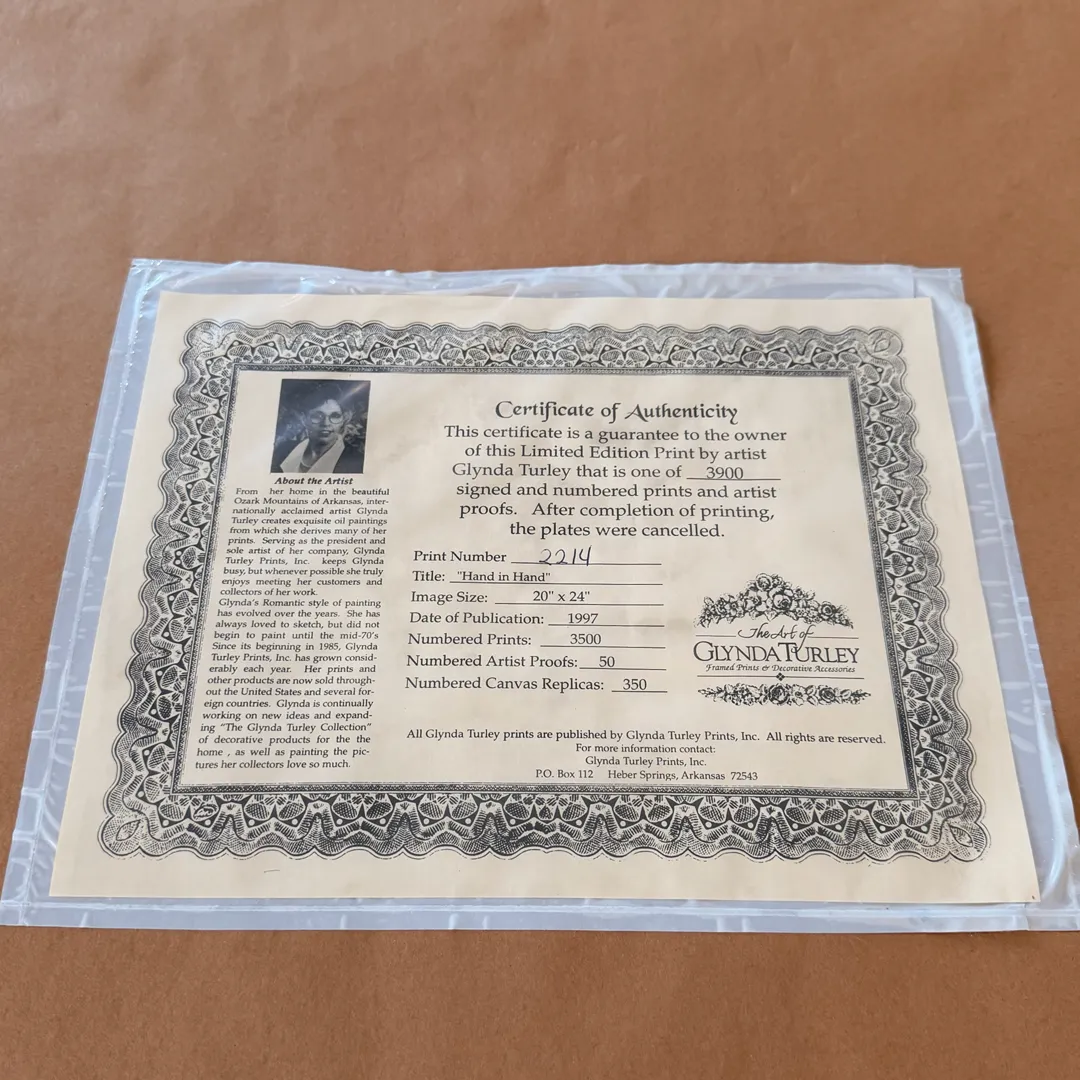 About the Artist
From her home in the beautiful
Ozark Mountains of Arkansas, inter-
nationally acclaimed artist Glynda
Turley creates exquisite oil paintings
from which she derives many of her
prints. Serving as the president and
sole artist of her company, Glynda
Turley Prints, Inc. keeps Glynda
busy, but whenever possible she truly
enjoys meeting her customers and
collectors of her work.
Glynda's Romantic style of painting
has evolved over the years. She has
always loved to sketch, but did not
begin to paint until the mid-70's
Since its beginning in 1985, Glynda
Turley Prints, Inc. has grown consid-
erably each year. Her prints and
other products are now sold through-
out the United States and several for-
eign countries. Glynda is continually
working on new ideas and expand-
ing "The Glynda Turley Collection"
of decorative products for the the
home , as well as painting the pic-
tures her collectors love so much.
Certificate of Authenticity
This certificate is a guarantee to the owner
of this Limited Edition Print by artist
Glynda Turley that is one of 3900
signed and numbered prints and artist
proofs. After completion of printing,
the plates were cancelled.
Print Number 2214
Title: "Hand in Hand"
Image Size: 20" x 24"
Date of Publication: 1997
Numbered Prints: 3500
Numbered Artist Proofs: 50
Numbered Canvas Replicas: 350
The Art of
GLYNDA TURLEY
Framed Prints & Decorative Accessories
All Glynda Turley prints are published by Glynda Turley Prints, Inc. All rights are reserved.
For more information contact:
Glynda Turley Prints, Inc.
P.O. Box 112 Heber Springs, Arkansas 72543